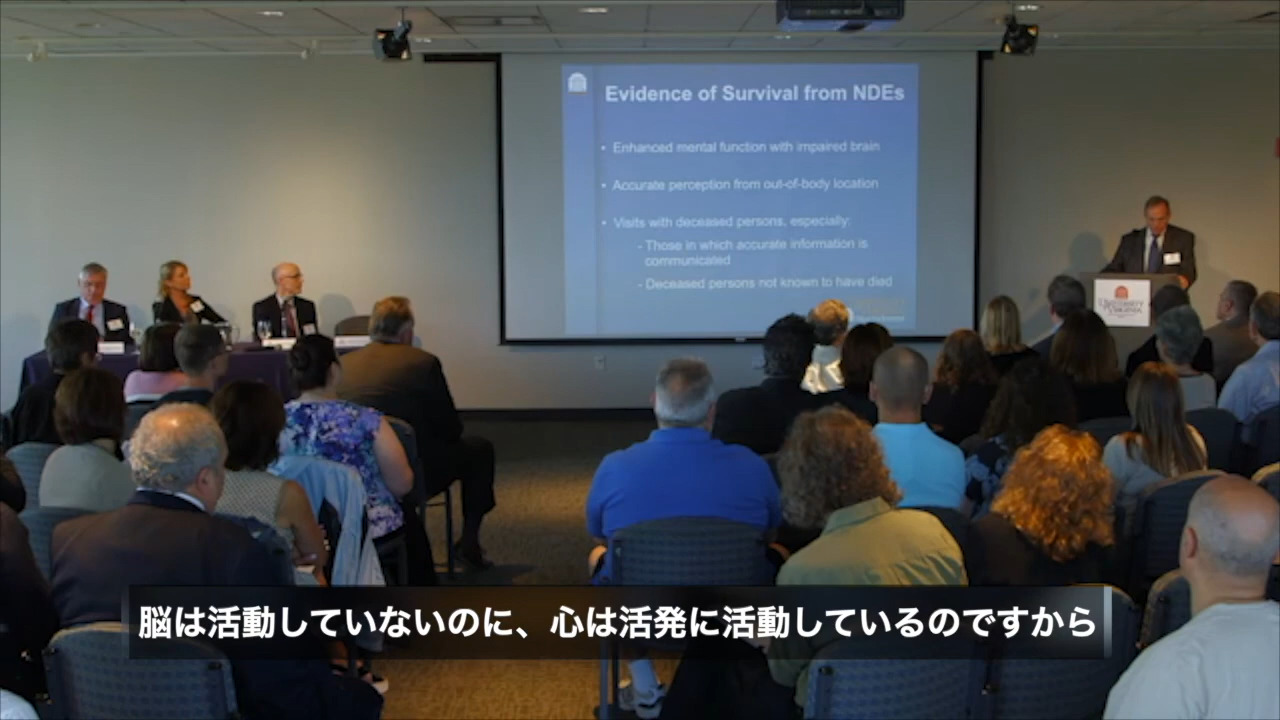 Evidence of Survival from NDEs
• Enhanced mental function with impaired brain
• Accurate perception from out-of-body location
• Visits with deceased persons, especially:
- Those in which accurate information is
communicated
- Deceased persons not known to have died
UNIVERSITY
of VIRGINIA
脳は活動していないのに、心は活発に活動しているのですから